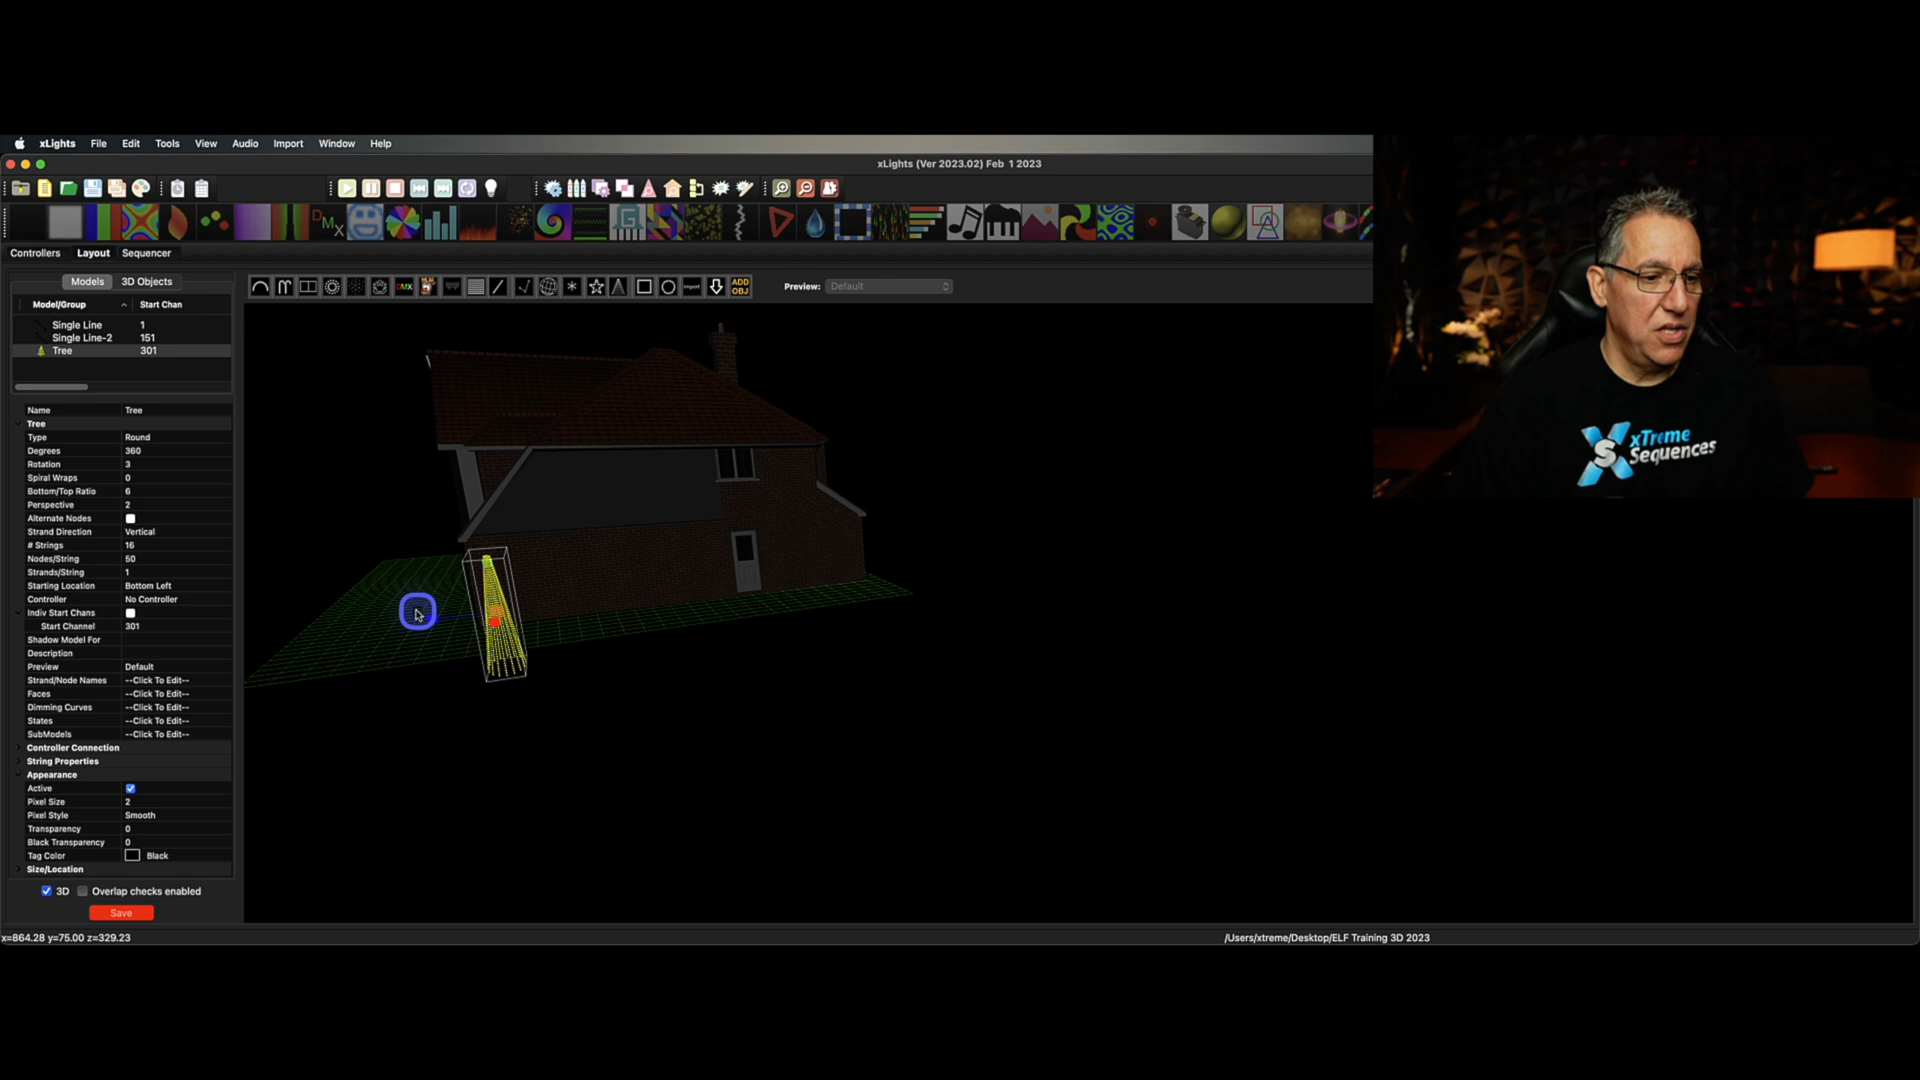 xLights File Edit Tools View Audio Import Window Help
xLights (Ver 2023.02) Feb 1 2023
DMX
Controllers Layout Sequencer
Models 3D Objects
DMX
import
ADD OBJ
Preview: Default
Model/Group Start Chan
Single Line 1
Single Line-2 151
Tree 301
Name Tree
Tree
Type Round
Degrees 360
Rotation 3
Spiral Wraps 0
Bottom/Top Ratio 6
Perspective 2
Alternate Nodes
Strand Direction Vertical
# Strings 16
Nodes/String 50
Strands/String 1
Starting Location Bottom Left
Controller No Controller
Indiv Start Chans
Start Channel 301
Shadow Model For
Description
Preview Default
Strand/Node Names --Click To Edit--
Faces --Click To Edit--
Dimming Curves --Click To Edit--
States --Click To Edit--
SubModels --Click To Edit--
Controller Connection
String Properties
Appearance
Active
Pixel Size 2
Pixel Style Smooth
Transparency 0
Black Transparency 0
Tag Color Black
Size/Location
3D Overlap checks enabled
Save
x=864.28 y=75.00 z=329.23
/Users/xtreme/Desktop/ELF Training 3D 2023
xTreme
Sequences